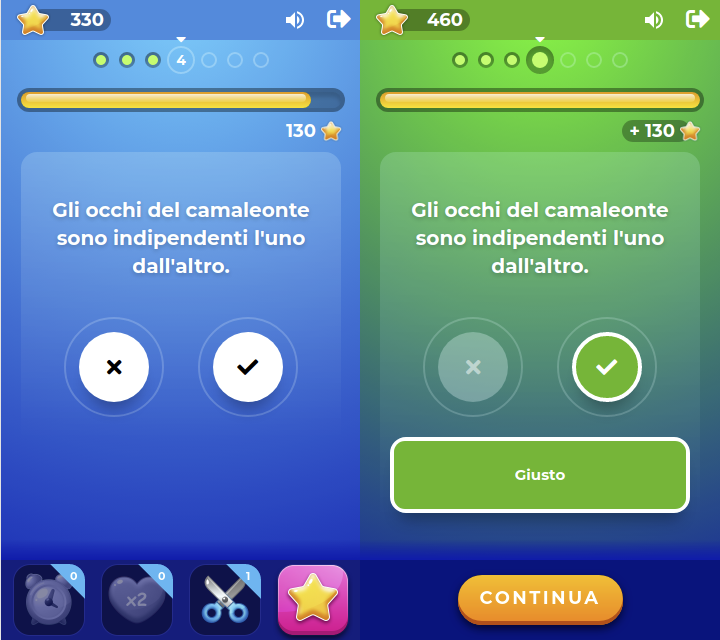 330
4
130
Gli occhi del camaleonte
sono indipendenti l'uno
dall'altro.
0
0
x2
1
460
+ 130
Gli occhi del camaleonte
sono indipendenti l'uno
dall'altro.
Giusto
CONTINUA